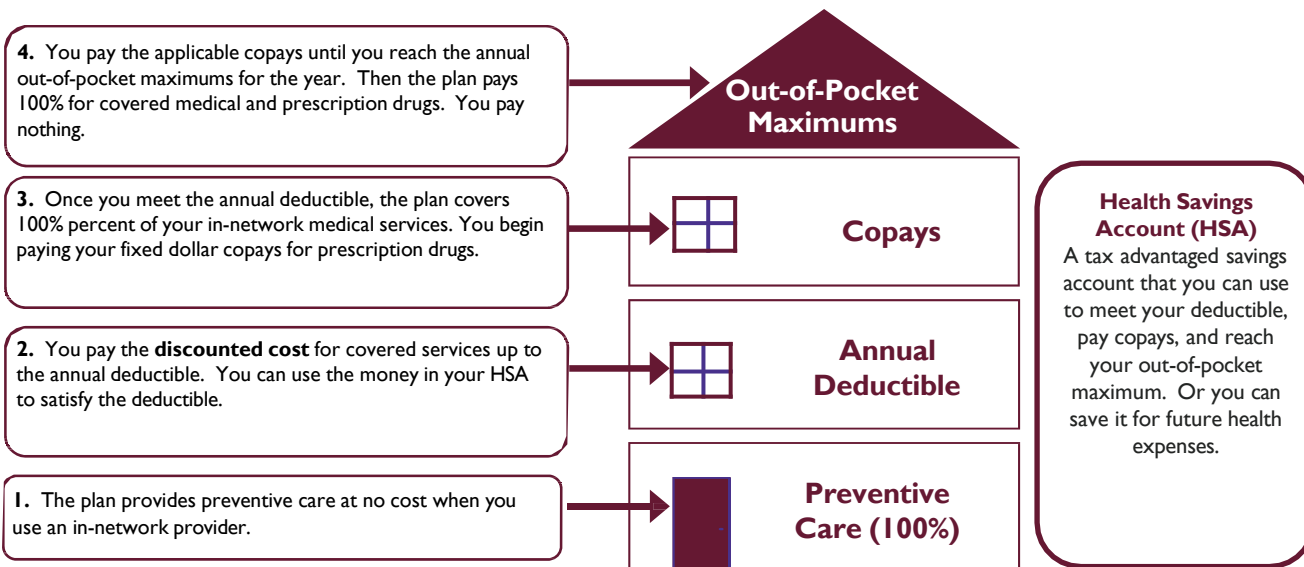 4. You pay the applicable copays until you reach the annual
out-of-pocket maximums for the year. Then the plan pays
100% for covered medical and prescription drugs. You pay
nothing.
Out-of-Pocket
Maximums
3. Once you meet the annual deductible, the plan covers
100% percent of your in-network medical services. You begin
paying your fixed dollar copays for prescription drugs.
Copays
2. You pay the discounted cost for covered services up to
the annual deductible. You can use the money in your HSA
to satisfy the deductible.
Annual
Deductible
1. The plan provides preventive care at no cost when you
use an in-network provider.
Preventive
Care (100%)
Health Savings
Account (HSA)
A tax advantaged savings
account that you can use
to meet your deductible,
pay copays, and reach
your out-of-pocket
maximum. Or you can
save it for future health
expenses.